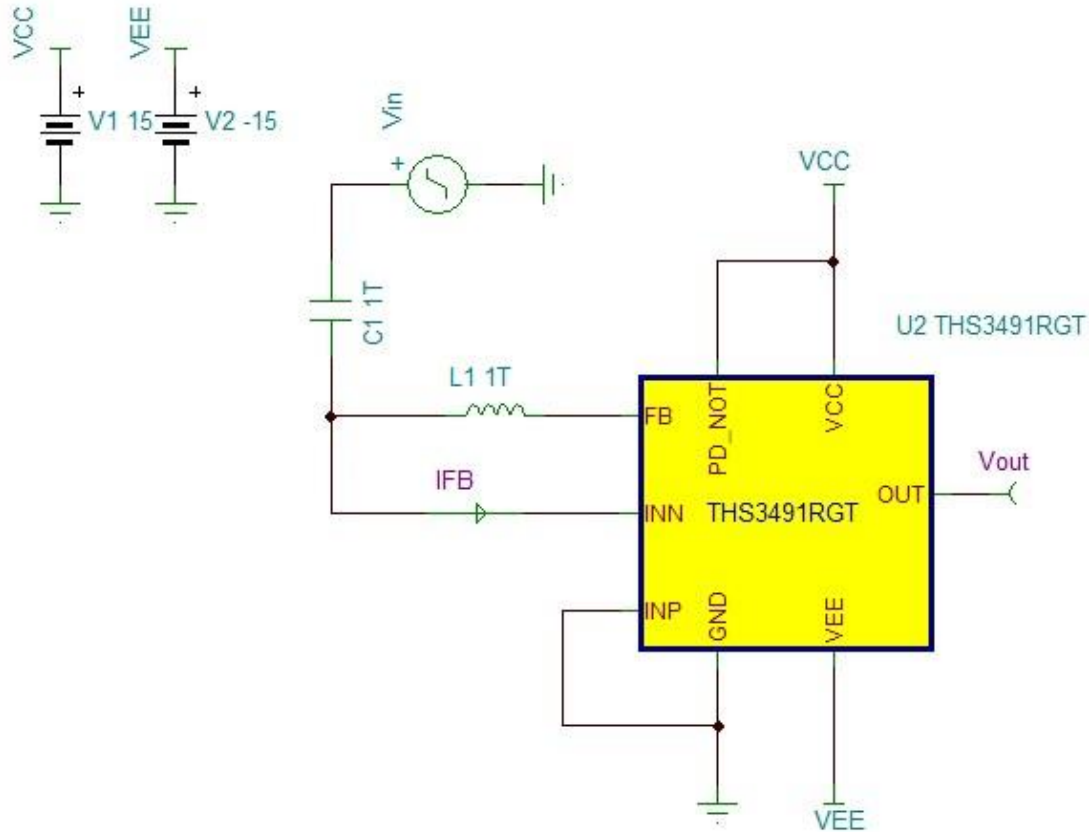 VCC
VEE
+
V1 15
+
V2 -15
Vin
+
VCC
C1 1T
U2 THS3491RGT
L1 1T
FB
PD_NOT
VCC
IFB
Vout
OUT
INN
THS3491RGT
INP
GND
VEE
VEE